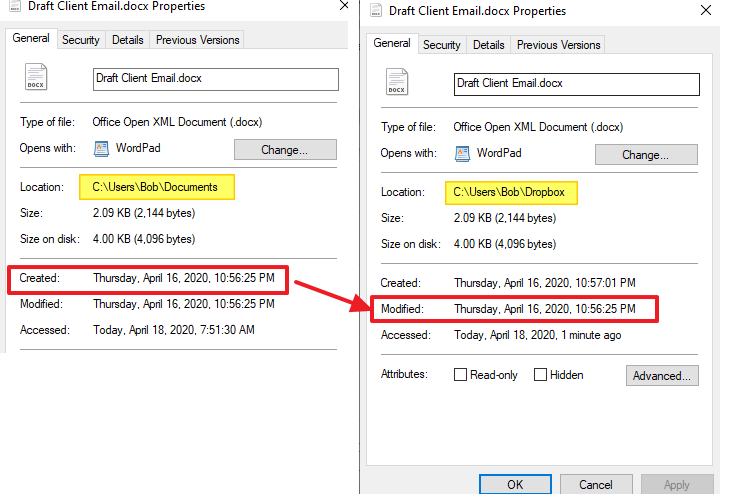 Draft Client Email.docx Properties
General Security Details Previous Versions
DOCX
Draft Client Email.docx
Type of file: Office Open XML Document (.docx)
Opens with: WordPad Change...
Location: C:\Users\Bob\Documents
Size: 2.09 KB (2,144 bytes)
Size on disk: 4.00 KB (4,096 bytes)
Created: Thursday, April 16, 2020, 10:56:25 PM
Modified: Thursday, April 16, 2020, 10:56:25 PM
Accessed: Today, April 18, 2020, 7:51:30 AM
Draft Client Email.docx Properties
General Security Details Previous Versions
DOCX
Draft Client Email.docx
Type of file: Office Open XML Document (.docx)
Opens with: WordPad Change...
Location: C:\Users\Bob\Dropbox
Size: 2.09 KB (2,144 bytes)
Size on disk: 4.00 KB (4,096 bytes)
Created: Thursday, April 16, 2020, 10:57:01 PM
Modified: Thursday, April 16, 2020, 10:56:25 PM
Accessed: Today, April 18, 2020, 1 minute ago
Attributes: Read-only Hidden Advanced...
OK Cancel Apply